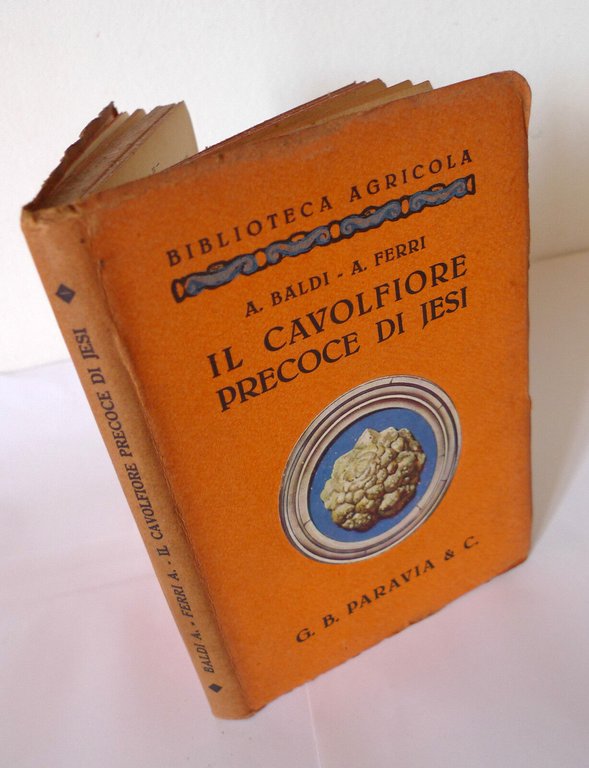 BIBLIOTECA AGRICOLA
A. BALDI - A. FERRI
IL CAVOLFIORE
PRECOCE DI JESI
G. B. PARAVIA & C.
BALDI A. - FERRI A. - IL CAVOLFIORE PRECOCE DI JESI